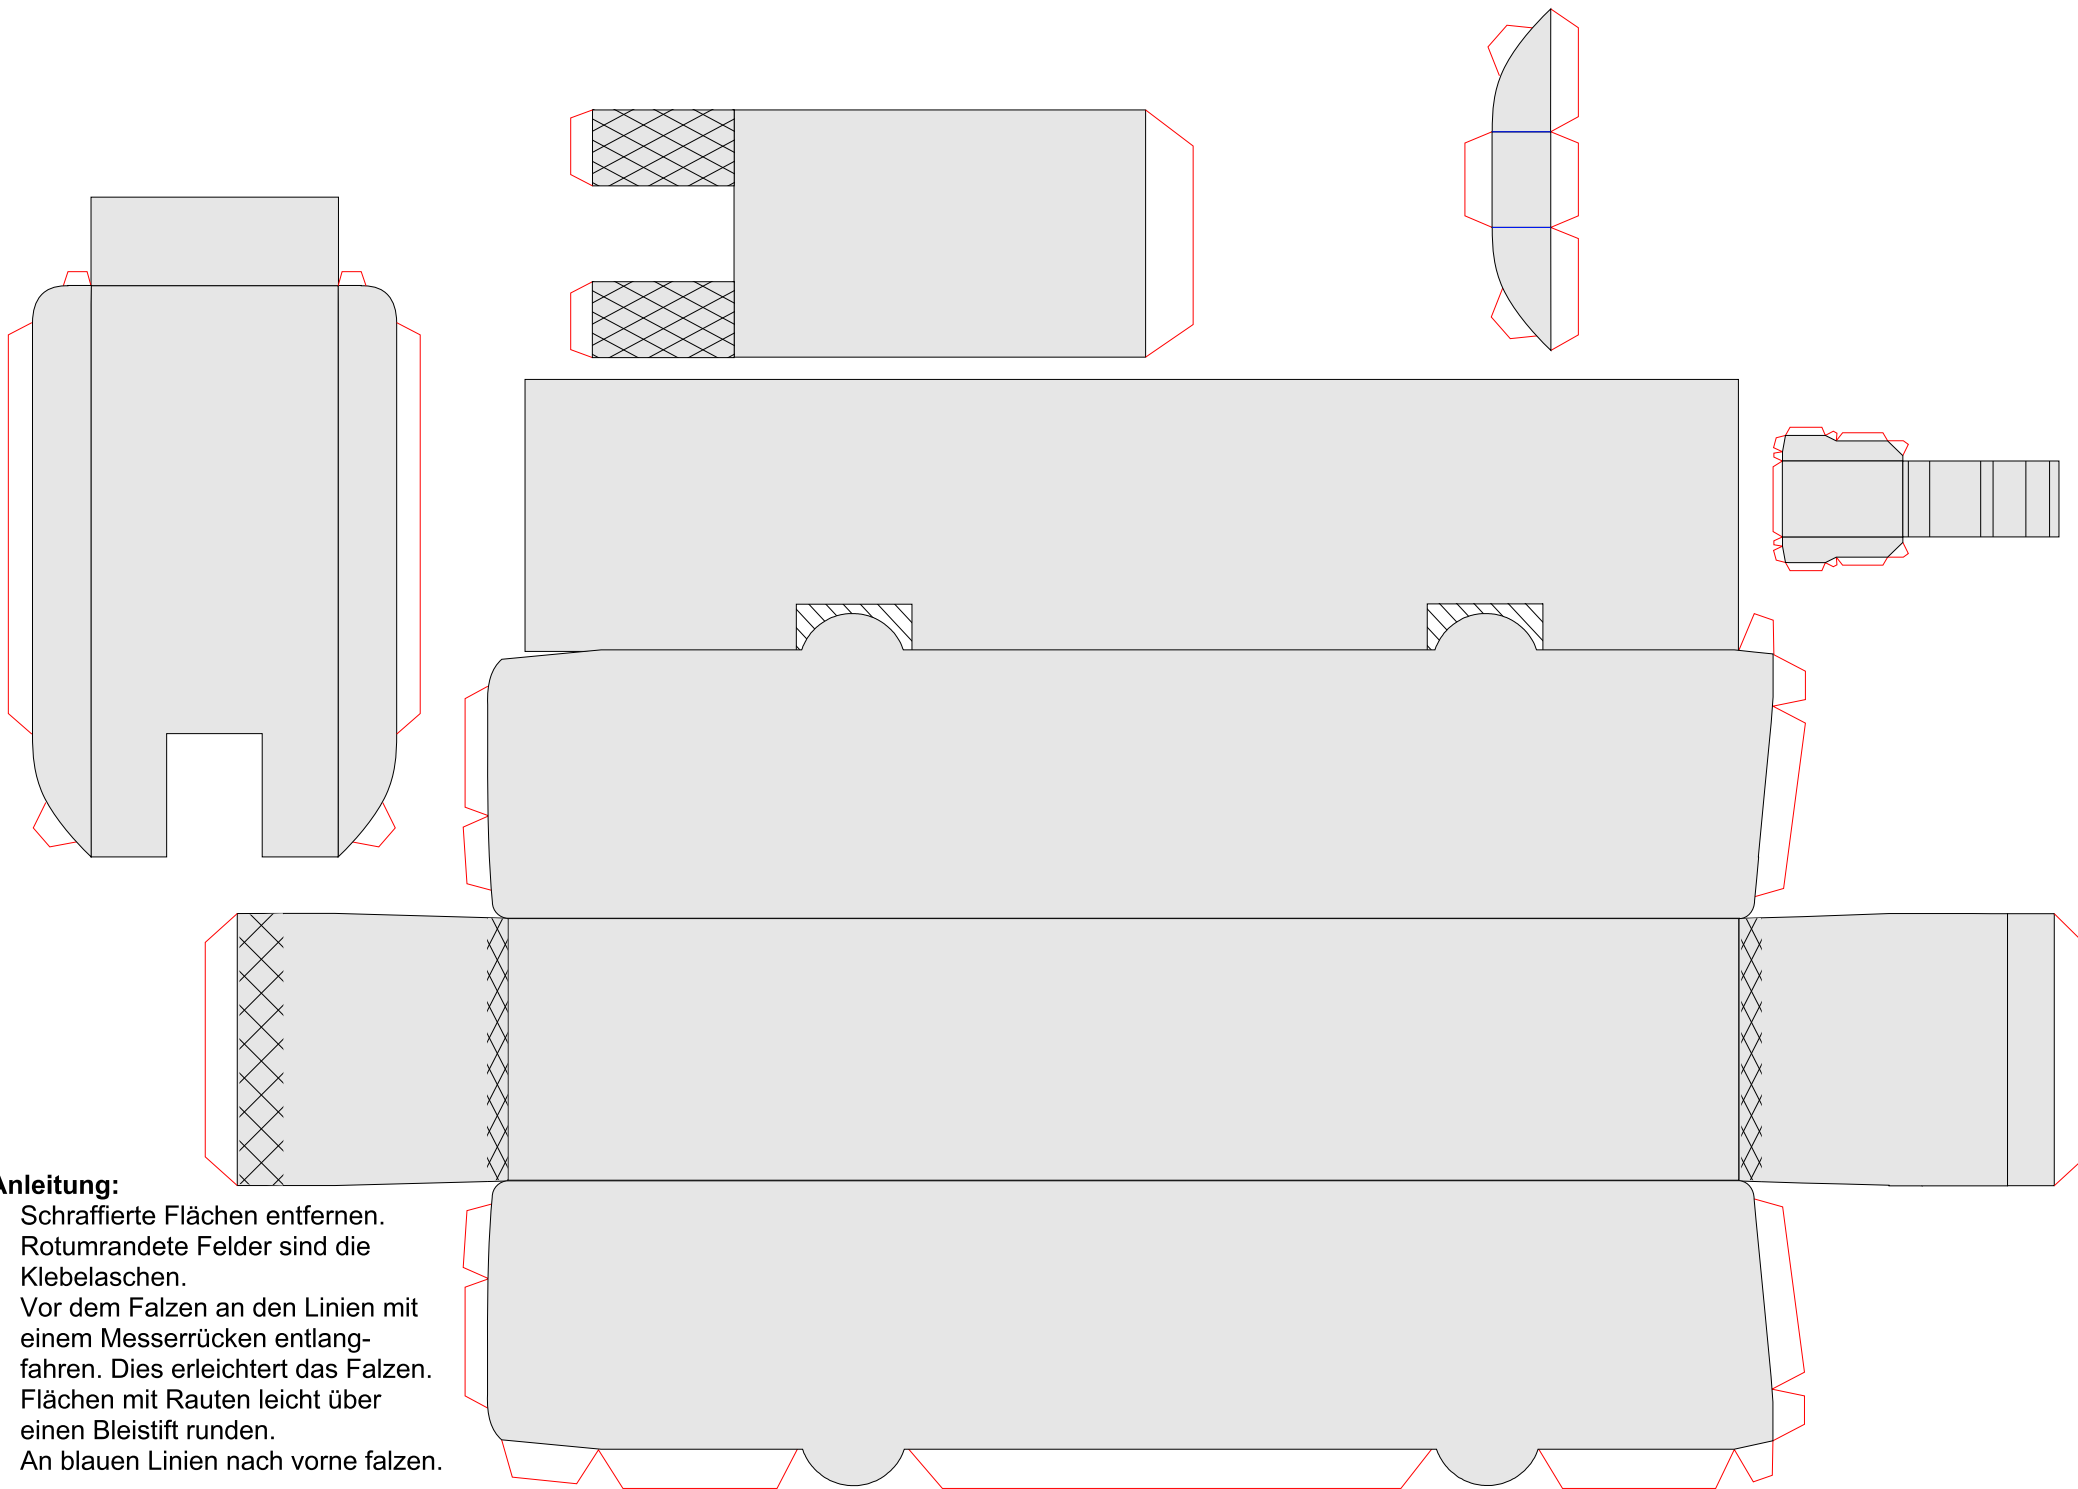 Anleitung:
Schraffierte Flächen entfernen.
Rotumrandete Felder sind die
Klebelaschen.
Vor dem Falzen an den Linien mit
einem Messerrücken entlang-
fahren. Dies erleichtert das Falzen.
Flächen mit Rauten leicht über
einen Bleistift runden.
An blauen Linien nach vorne falzen.